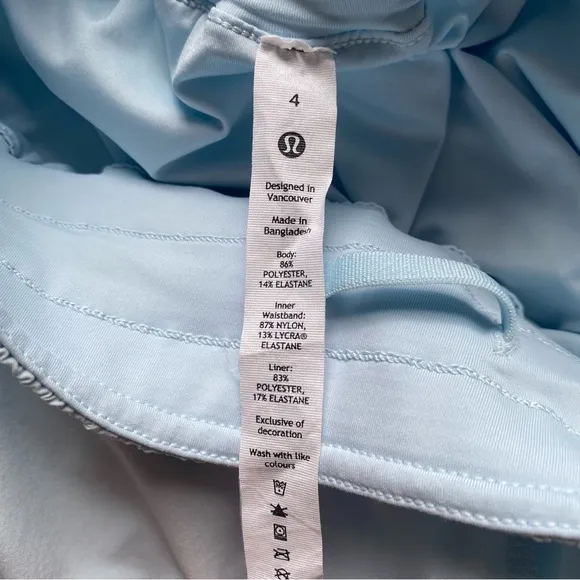 4
Designed in
Vancouver
Made in
Body:
86%
POLYESTER,
14% ELASTANE
Inner
Waistband:
87% NYLON,
13% LYCRA®
ELASTANE
Liner:
83%
POLYESTER,
17% ELASTANE
Exclusive of
decoration
Wash with like
colours